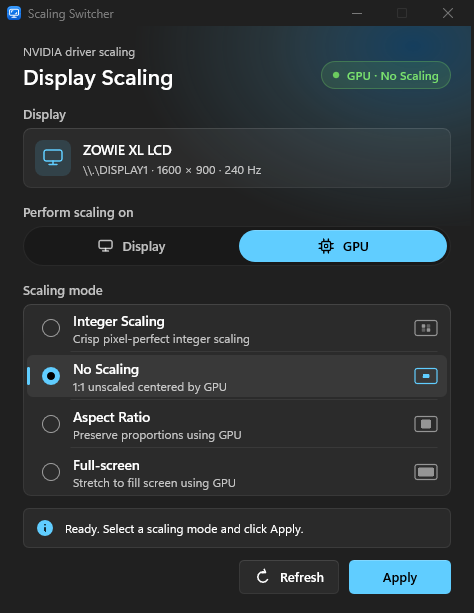 Scaling Switcher
NVIDIA driver scaling
Display Scaling
GPU · No Scaling
Display
ZOWIE XL LCD
\\.\DISPLAY1 · 1600 × 900 · 240 Hz
Perform scaling on
Display
GPU
Scaling mode
Integer Scaling
Crisp pixel-perfect integer scaling
No Scaling
1:1 unscaled centered by GPU
Aspect Ratio
Preserve proportions using GPU
Full-screen
Stretch to fill screen using GPU
Ready. Select a scaling mode and click Apply.
Refresh
Apply